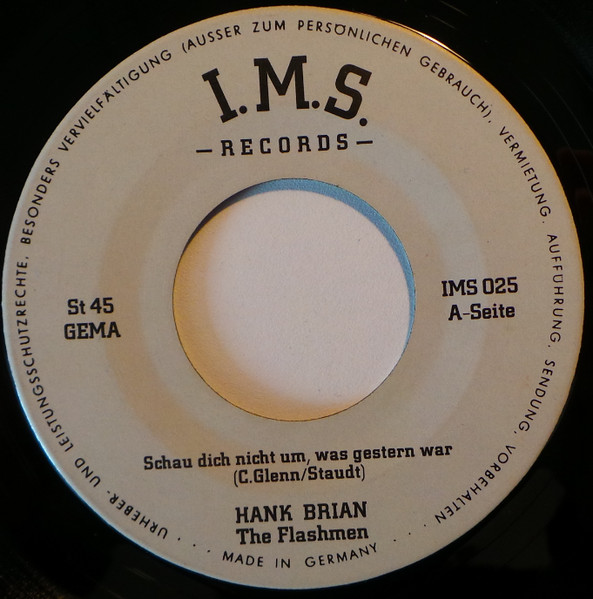 URHEBER- UND LEISTUNGSSCHUTZRECHTE, BESONDERS VERVIELFÄLTIGUNG (AUSSER ZUM PERSÖNLICHEN GEBRAUCH), VERMIETUNG, AUFFÜHRUNG, SENDUNG, VORBEHALTEN
I.M.S.
– RECORDS –
St 45
GEMA
IMS 025
A-Seite
Schau dich nicht um, was gestern war
(C.Glenn/Staudt)
HANK BRIAN
The Flashmen
. . . MADE IN GERMANY . . .